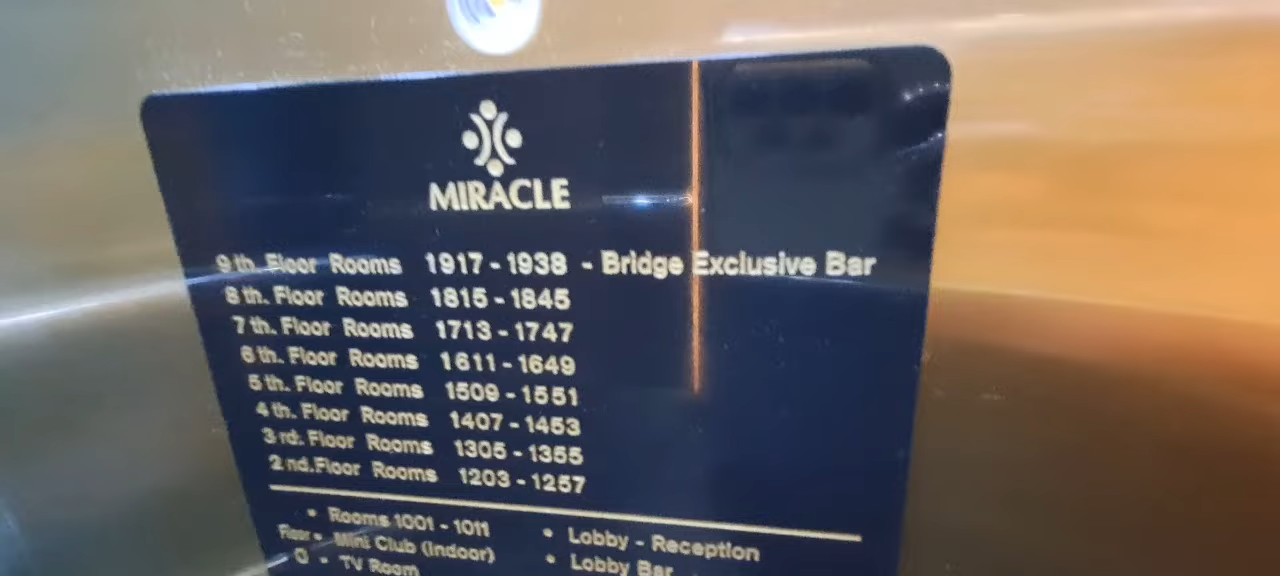 MIRACLE
9 th. Floor Rooms 1917 - 1938 - Bridge Exclusive Bar
8 th. Floor Rooms 1815 - 1845
7 th. Floor Rooms 1713 - 1747
6 th. Floor Rooms 1611 - 1649
5 th. Floor Rooms 1509 - 1551
4 th. Floor Rooms 1407 - 1453
3 rd. Floor Rooms 1305 - 1355
2 nd. Floor Rooms 1203 - 1257
• Rooms 1001 - 1011
• Lobby - Reception
Floor • Mini Club (Indoor)
• Lobby Bar
0 • TV Room